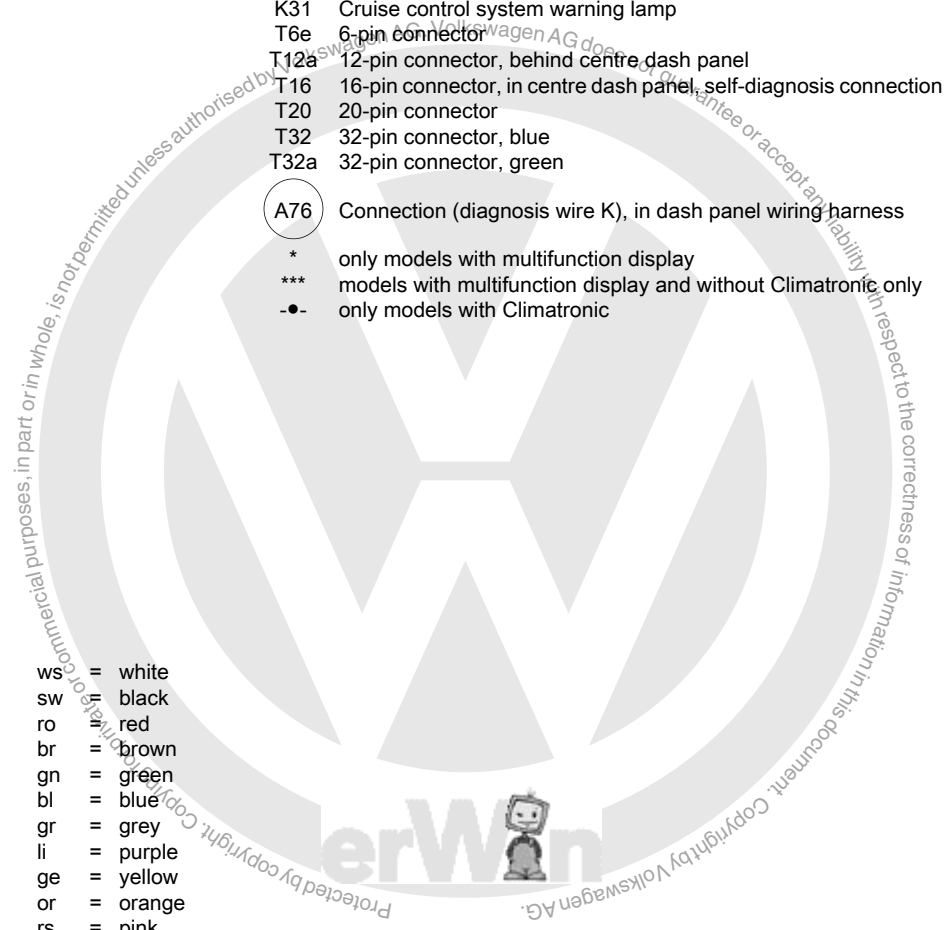 K31 Cruise control system warning lamp
T6e 6-pin connector
T12a 12-pin connector, behind centre dash panel
T16 16-pin connector, in centre dash panel, self-diagnosis connection
T20 20-pin connector
T32 32-pin connector, blue
T32a 32-pin connector, green
A76 Connection (diagnosis wire K), in dash panel wiring harness
* only models with multifunction display
*** models with multifunction display and without Climatronic only
-●- only models with Climatronic
ws = white
sw = black
ro = red
br = brown
gn = green
bl = blue
gr = grey
li = purple
ge = yellow
or = orange
rs = pink
erWin
Protected by copyright. Copying for private or commercial purposes, in part or in whole, is not permitted unless authorised by Volkswagen AG. Volkswagen AG does not guarantee or accept any liability with respect to the correctness of information in this document. Copyright by Volkswagen AG.